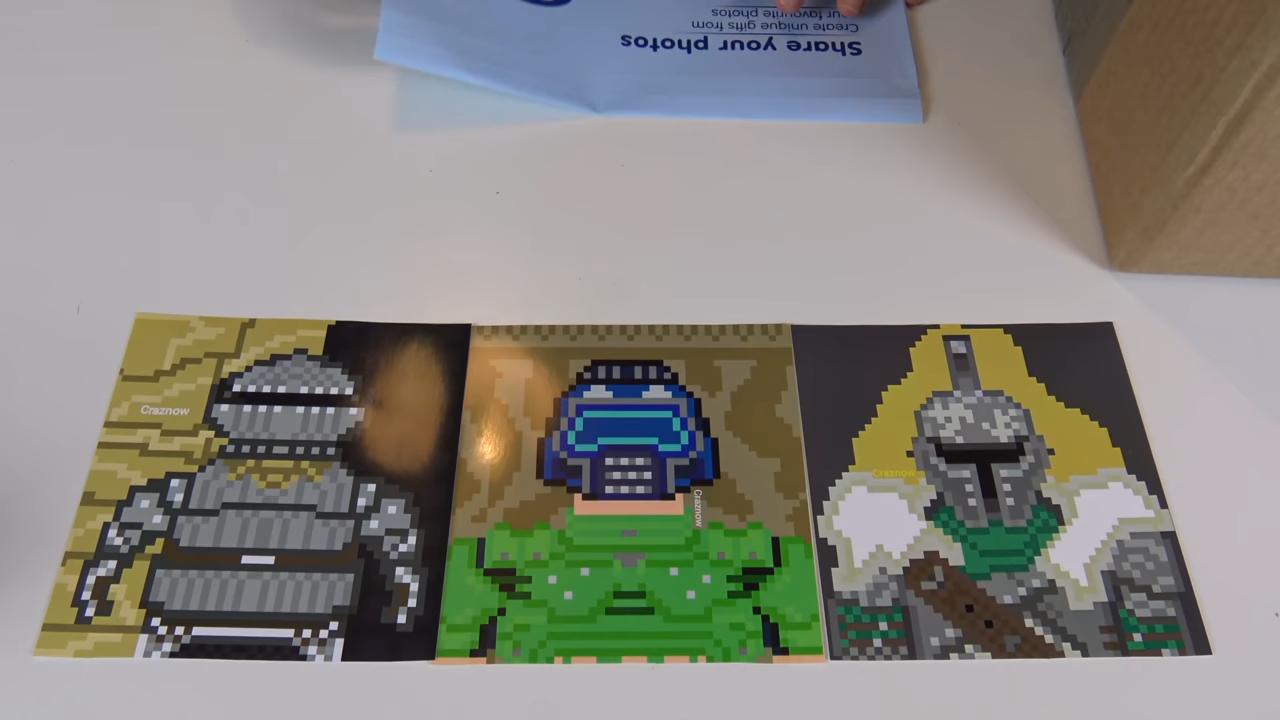 Share your photos
Create unique gifts from
your favourite photos
Craznow
Craznow
Craznow